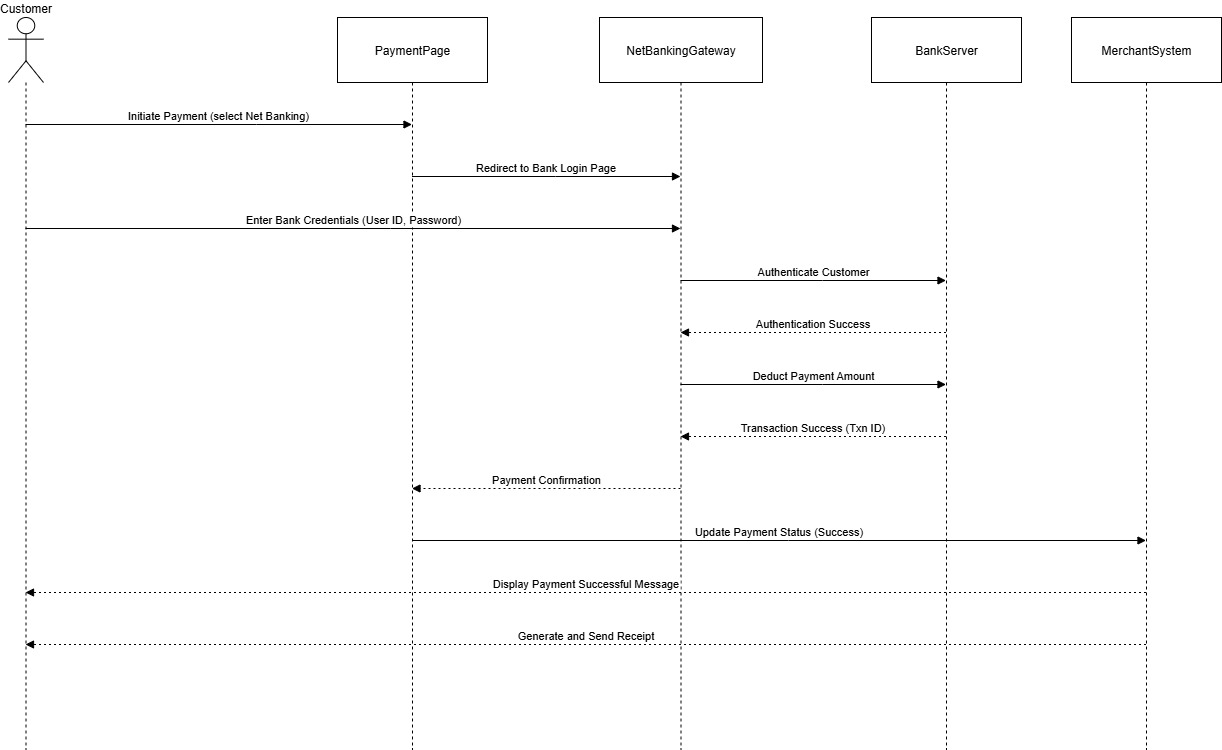 Customer
PaymentPage
NetBankingGateway
BankServer
MerchantSystem
Initiate Payment (select Net Banking)
Redirect to Bank Login Page
Enter Bank Credentials (User ID, Password)
Authenticate Customer
Authentication Success
Deduct Payment Amount
Transaction Success (Txn ID)
Payment Confirmation
Update Payment Status (Success)
Display Payment Successful Message
Generate and Send Receipt